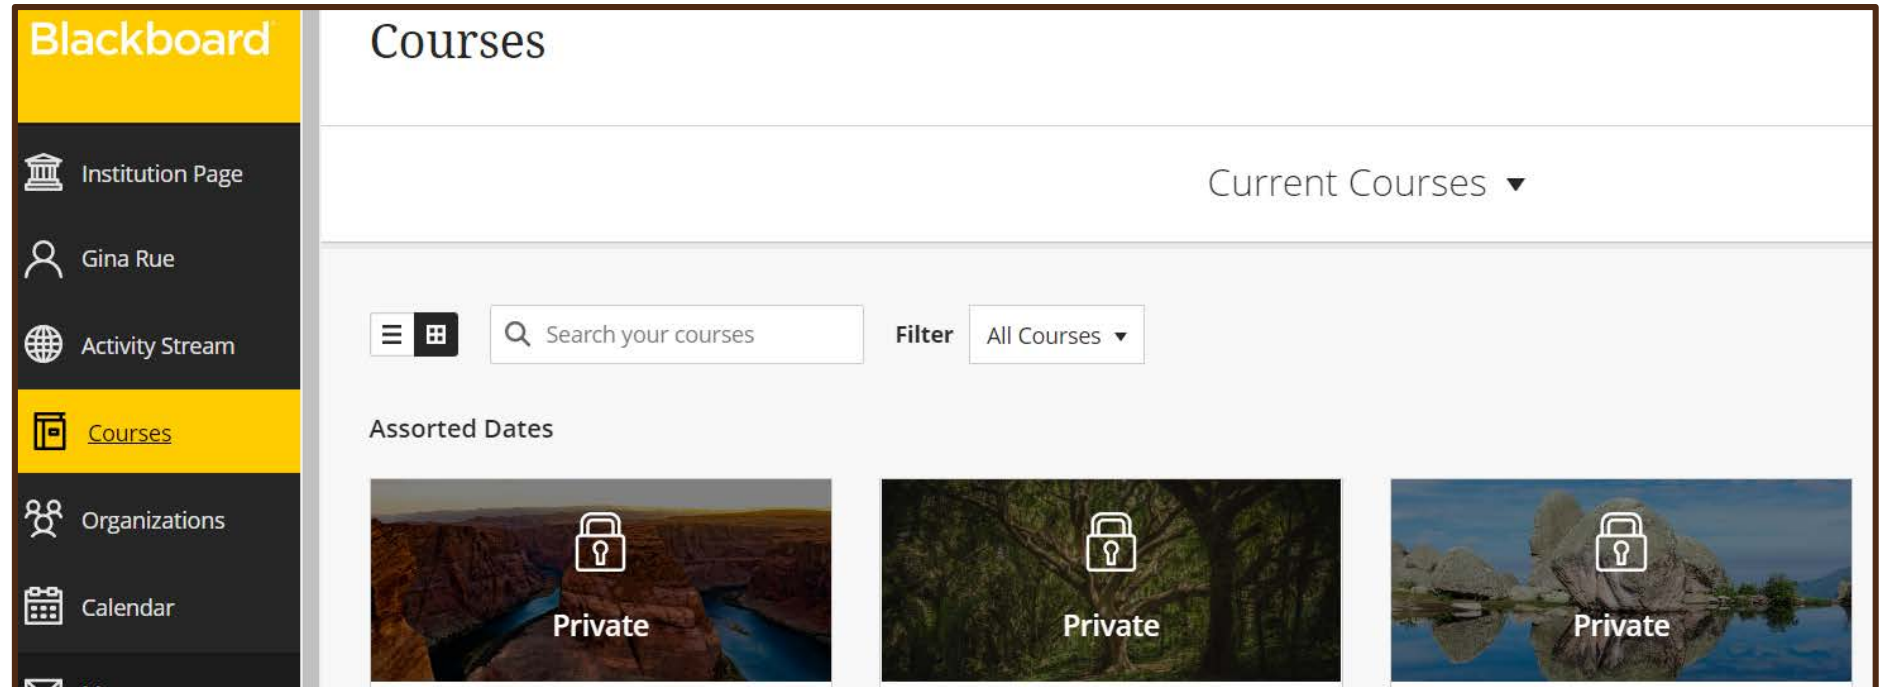 Blackboard
Courses
Institution Page
Current Courses
Gina Rue
Activity Stream
Search your courses
Filter
All Courses
Courses
Assorted Dates
Organizations
Calendar
Private
Private
Private